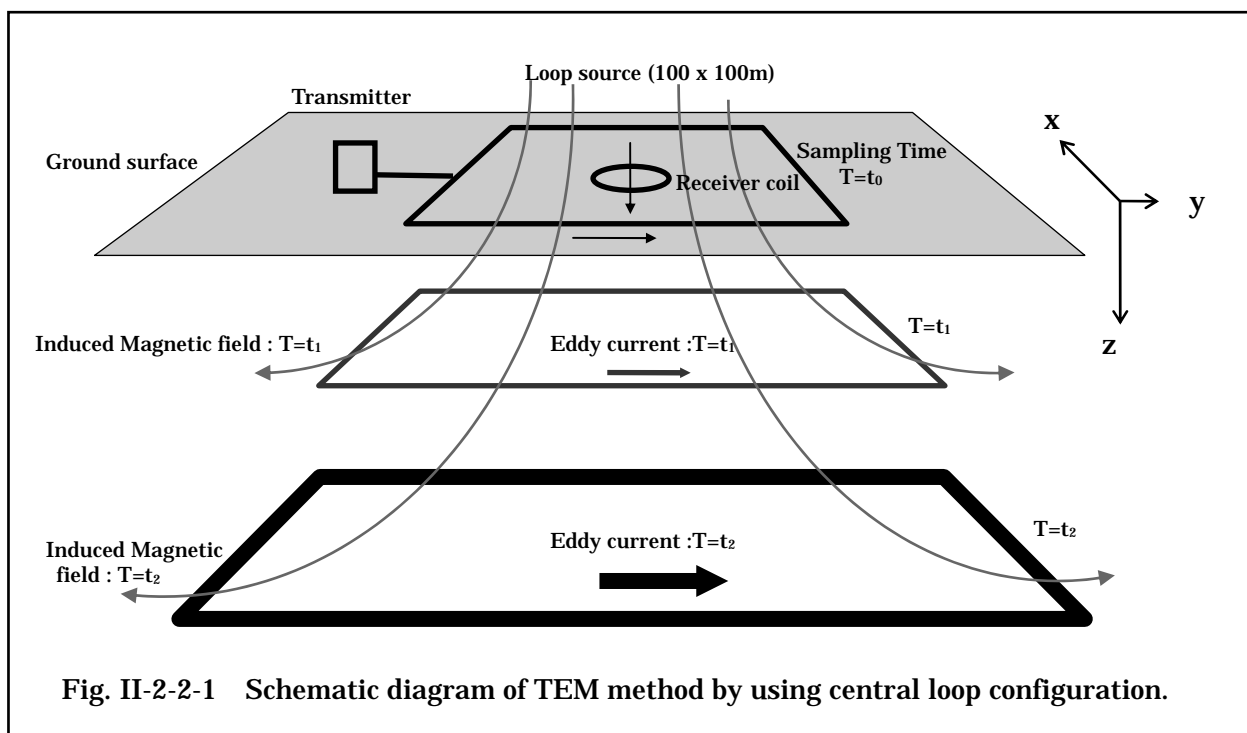 Loop source (100 x 100m)
Transmitter
Ground surface
Sampling Time
T=t₀
Receiver coil
x
y
z
Induced Magnetic field : T=t₁
Eddy current :T=t₁
T=t₁
Induced Magnetic
field : T=t₂
Eddy current :T=t₂
T=t₂
Fig. II-2-2-1 Schematic diagram of TEM method by using central loop configuration.